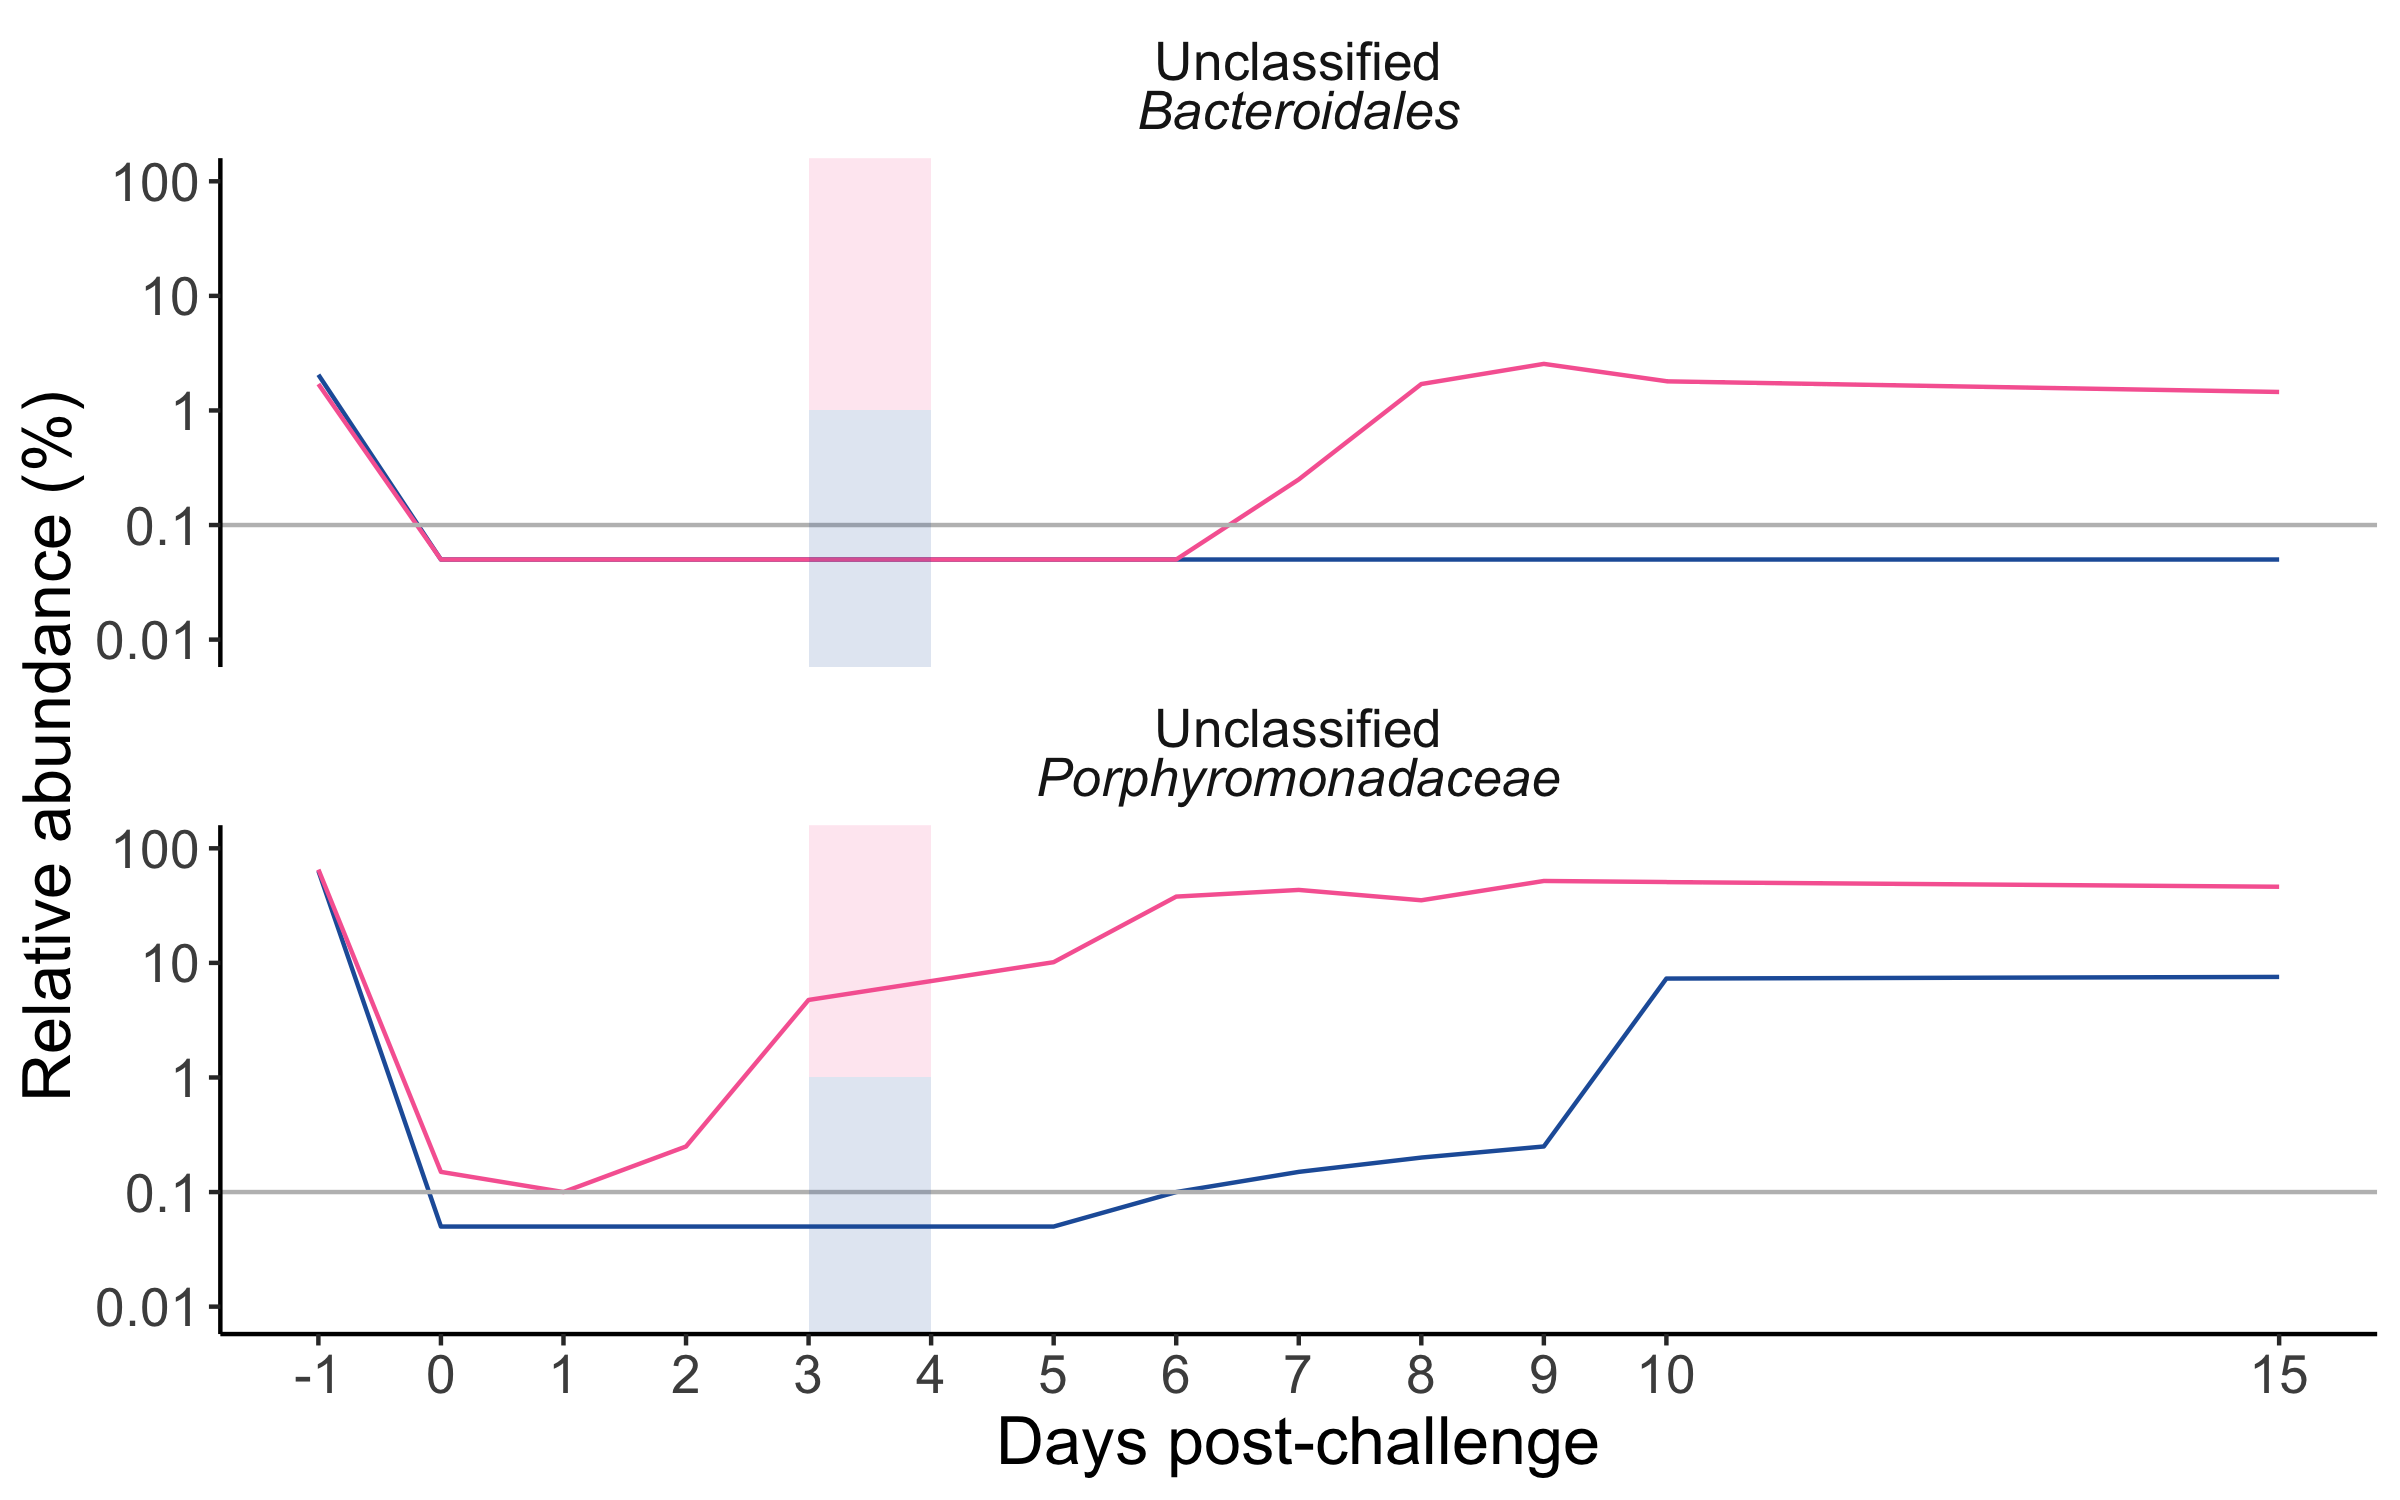 Unclassified
Bacteroidales
100
10
1
0.1
0.01
Relative abundance (%)
Unclassified
Porphyromonadaceae
100
10
1
0.1
0.01
-1 0 1 2 3 4 5 6 7 8 9 10 15
Days post-challenge